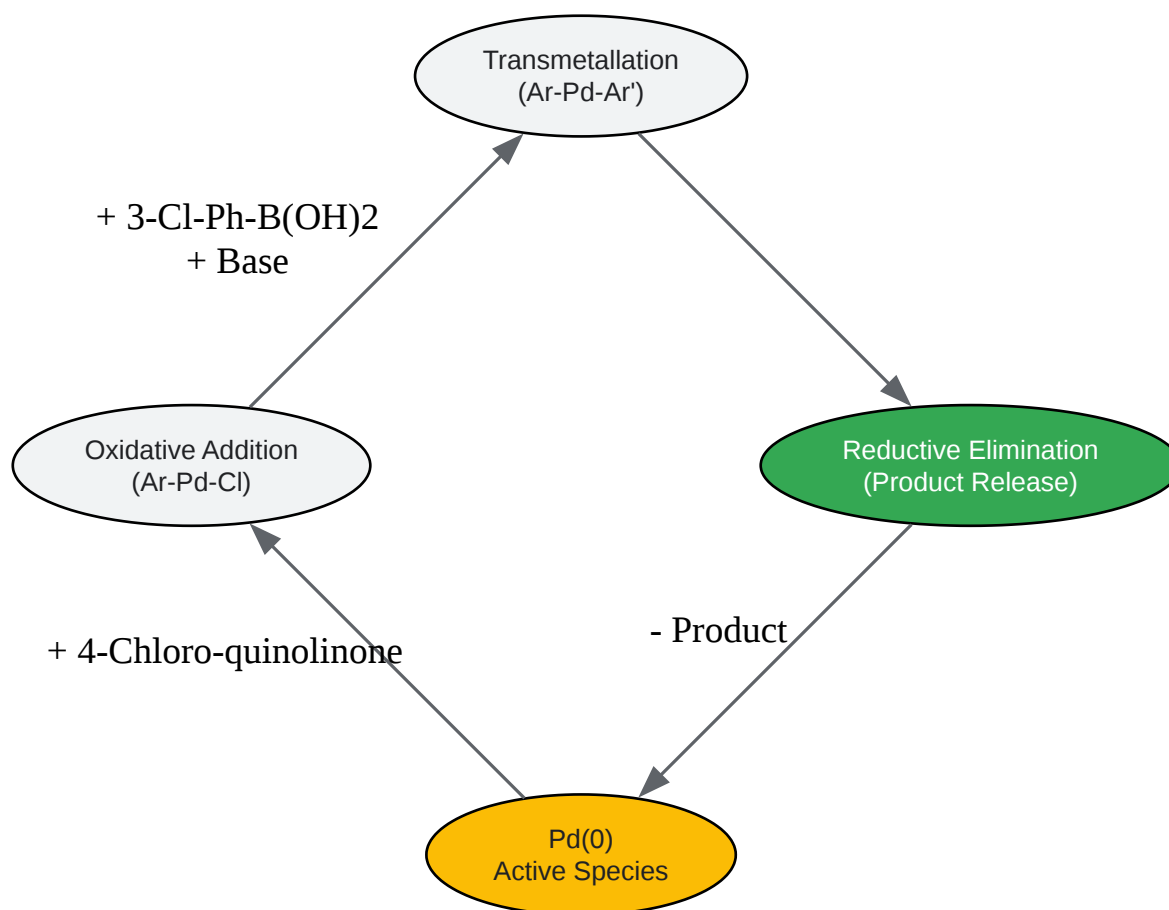 Transmetallation
(Ar-Pd-Ar')
+ 3-Cl-Ph-B(OH)2
+ Base
Oxidative Addition
(Ar-Pd-Cl)
Reductive Elimination
(Product Release)
+ 4-Chloro-quinolinone
- Product
Pd(0)
Active Species